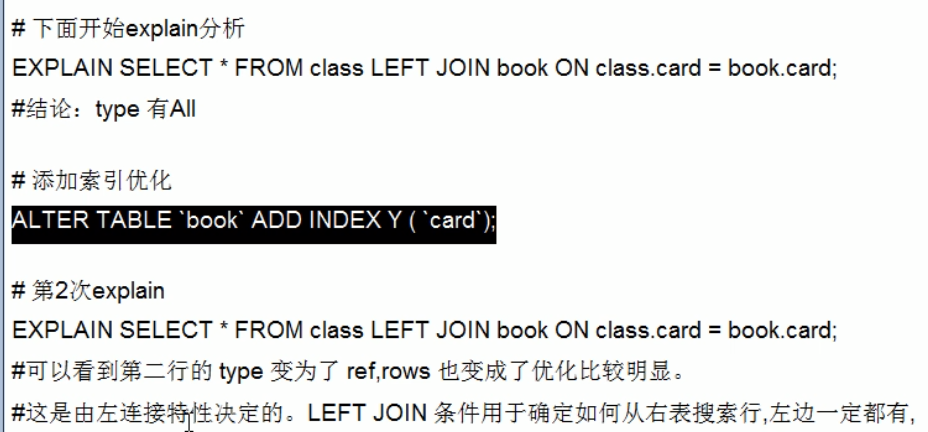 # 下面开始explain分析
EXPLAIN SELECT * FROM class LEFT JOIN book ON class.card = book.card;
#结论：type 有All
# 添加索引优化
ALTER TABLE `book` ADD INDEX Y ( `card`);
# 第2次explain
EXPLAIN SELECT * FROM class LEFT JOIN book ON class.card = book.card;
#可以看到第二行的 type 变为了 ref,rows 也变成了优化比较明显。
#这是由左连接特性决定的。LEFT JOIN 条件用于确定如何从右表搜索行,左边一定都有,